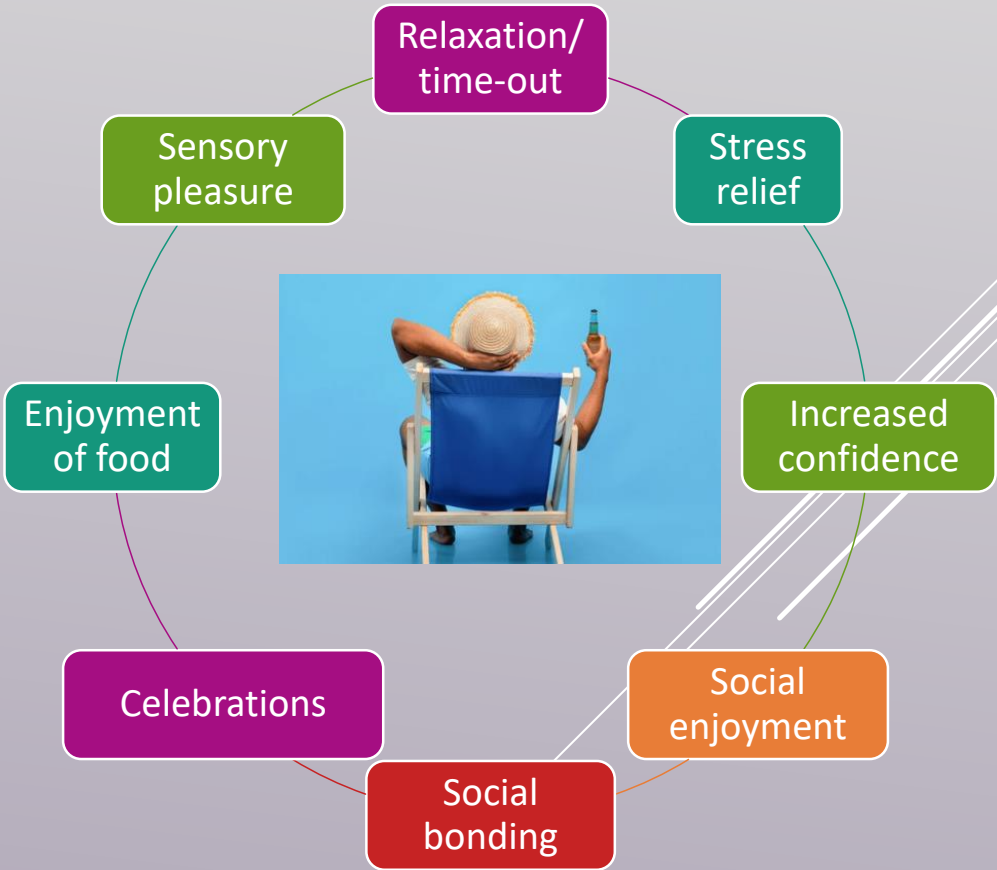 Relaxation/
time-out
Stress
relief
Increased
confidence
Social
enjoyment
Social
bonding
Celebrations
Enjoyment
of food
Sensory
pleasure